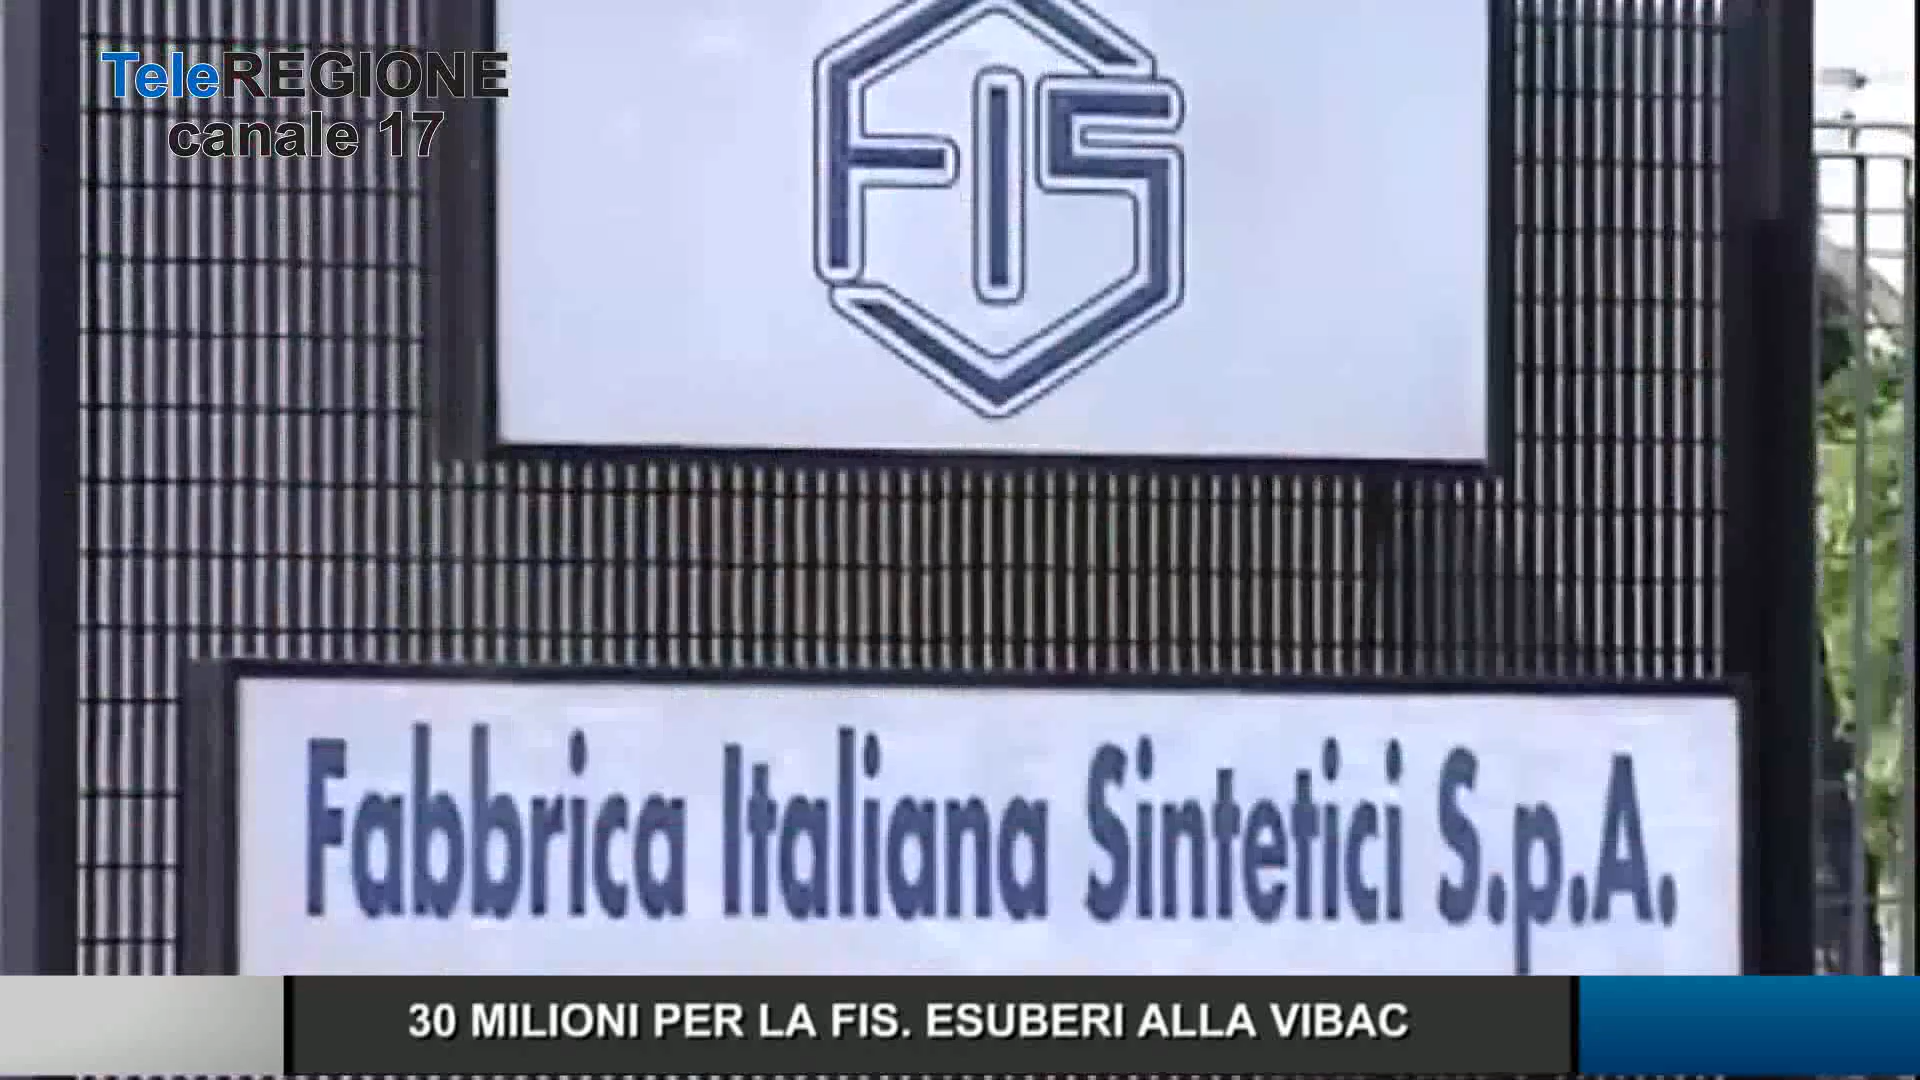 TeleREGIONE
canale 17
FIS
Fabbrica Italiana Sintetici S.p.A.
30 MILIONI PER LA FIS. ESUBERI ALLA VIBAC